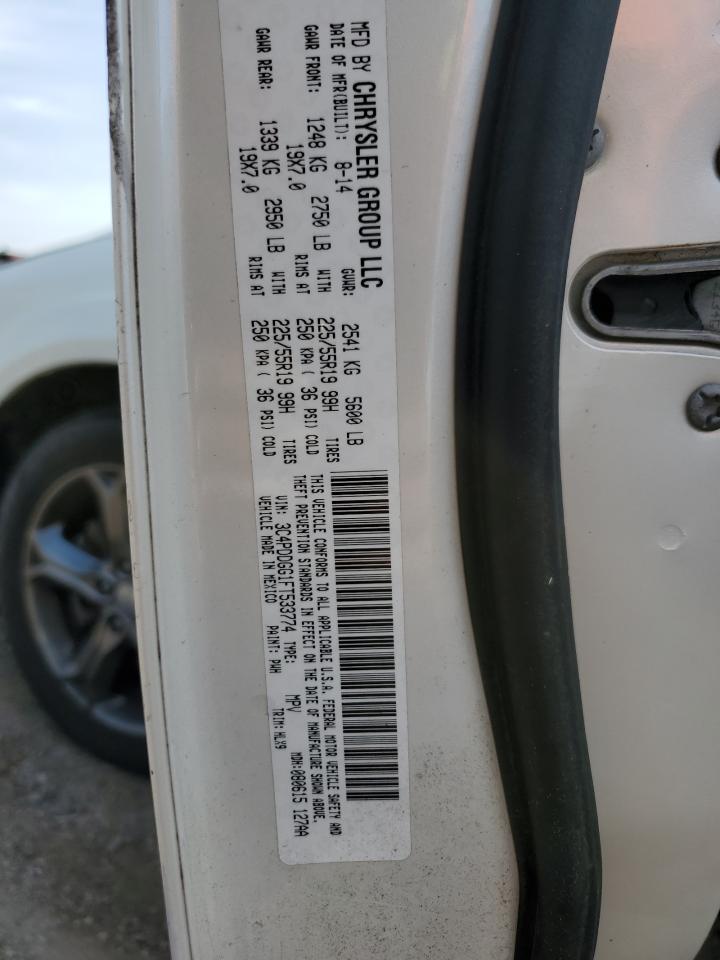 MFD BY CHRYSLER GROUP LLC
DATE OF MFR(BUILT): 8-14 GVWR: 2541 KG 5600 LB
GAWR FRONT: 1248 KG 2750 LB WITH 225/55R19 99H TIRES
19X7.0 RIMS AT 250 KPA ( 36 PSI) COLD
GAWR REAR: 1339 KG 2950 LB WITH 225/55R19 99H TIRES
19X7.0 RIMS AT 250 KPA ( 36 PSI) COLD
THIS VEHICLE CONFORMS TO ALL APPLICABLE U.S.A. FEDERAL MOTOR VEHICLE SAFETY AND
THEFT PREVENTION STANDARDS IN EFFECT ON THE DATE OF MANUFACTURE SHOWN ABOVE.
VIN: 3C4PDDGG1FT533774 TYPE: MPV MDH:080615 127AA
VEHICLE MADE IN MEXICO PAINT: PWH TRIM: HLX9